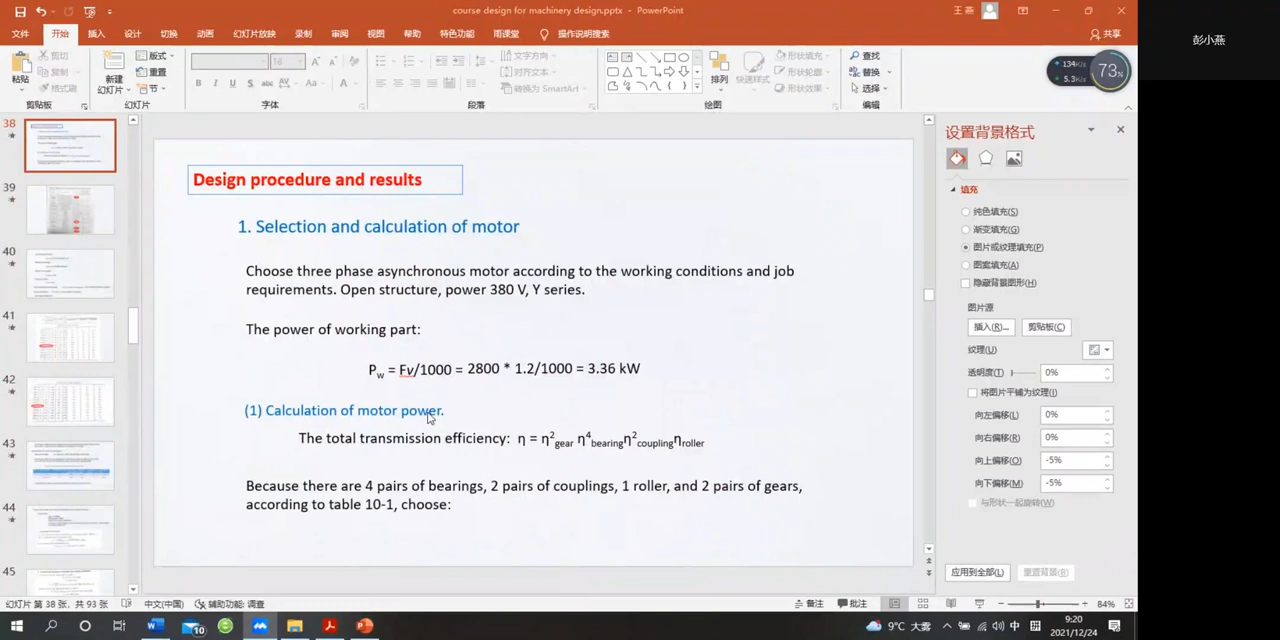 course design for machinery design.pptx - PowerPoint
王 燕
文件 开始 插入 设计 切换 动画 幻灯片放映 录制 审阅 视图 帮助 特色功能 雨课堂 操作说明搜索 共享
彭小燕
粘贴 剪切 复制 格式刷 剪贴板
新建 幻灯片 版式 重置 节 幻灯片
18
B I U S abc AV Aa A 字体
文字方向 对齐文本 转换为 SmartArt 段落
排列 快速样式 形状填充 形状轮廓 形状效果 绘图
查找 替换 选择 编辑
134K/s
5.3K/s
73%
38
39
40
41
42
43
44
45
Design procedure and results
1. Selection and calculation of motor
Choose three phase asynchronous motor according to the working conditions and job
requirements. Open structure, power 380 V, Y series.
The power of working part:
Pw = Fv/1000 = 2800 * 1.2/1000 = 3.36 kW
(1) Calculation of motor power.
The total transmission efficiency: η = η²gear η⁴bearingη²couplingηroller
Because there are 4 pairs of bearings, 2 pairs of couplings, 1 roller, and 2 pairs of gears,
according to table 10-1, choose:
设置背景格式
填充
纯色填充(S)
渐变填充(G)
图片或纹理填充(P)
图案填充(A)
隐藏背景图形(H)
图片源
插入(R)... 剪贴板(C)
纹理(U)
透明度(T) 0%
将图片平铺为纹理(I)
向左偏移(L) 0%
向右偏移(R) 0%
向上偏移(O) -5%
向下偏移(M) -5%
与形状一起旋转(W)
应用到全部(L) 重置背景(B)
幻灯片 第 38 张，共 93 张 中文(中国) 辅助功能: 调查 备注 批注 84%
10
9°C 大雾 中
9:20
2021/12/24